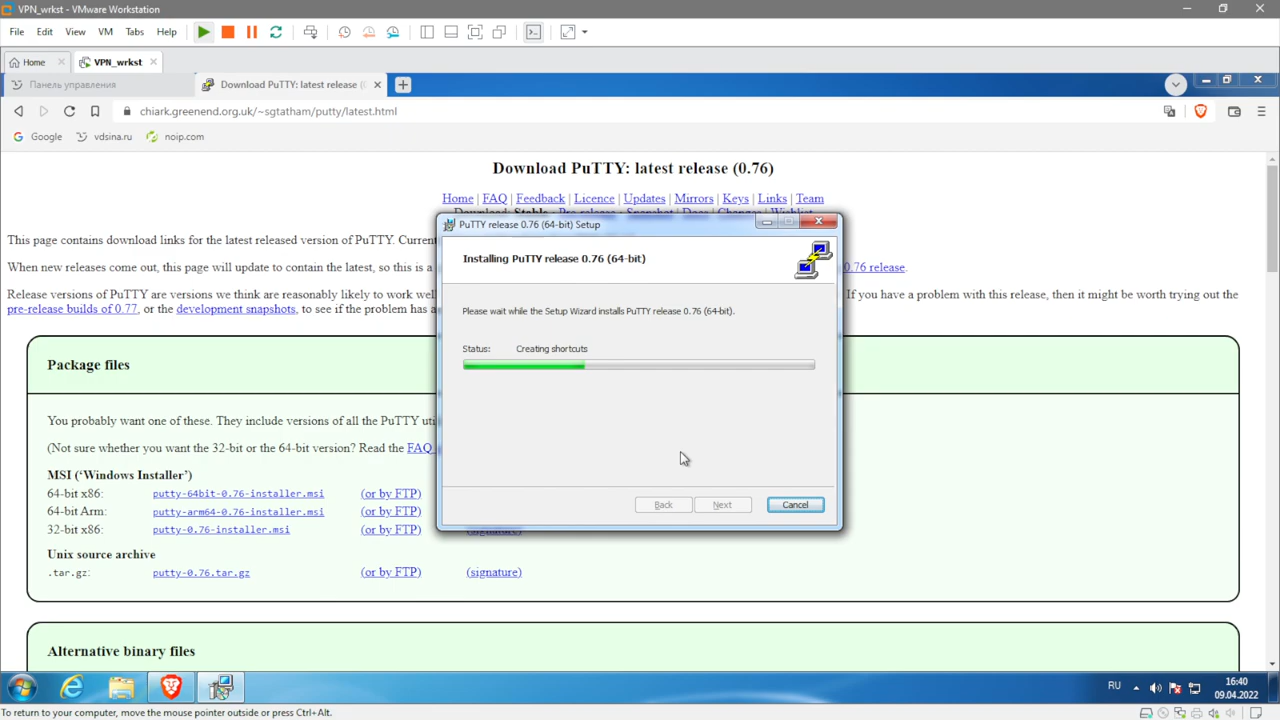 VPN_wrkst - VMware Workstation
File Edit View VM Tabs Help
Home VPN_wrkst
Панель управления Download PuTTY: latest release (
chiark.greenend.org.uk/~sgtatham/putty/latest.html
Google vdsina.ru noip.com
Download PuTTY: latest release (0.76)
Home | FAQ | Feedback | Licence | Updates | Mirrors | Keys | Links | Team
Download: Stable · Pre-release · Snapshot | Docs | Changes | Wishlist
This page contains download links for the latest released version of PuTTY. Curren
When new releases come out, this page will update to contain the latest, so this is a 0.76 release.
Release versions of PuTTY are versions we think are reasonably likely to work wel If you have a problem with this release, then it might be worth trying out the
pre-release builds of 0.77, or the development snapshots, to see if the problem has a
PuTTY release 0.76 (64-bit) Setup
Installing PuTTY release 0.76 (64-bit)
Please wait while the Setup Wizard installs PuTTY release 0.76 (64-bit).
Status: Creating shortcuts
Back Next Cancel
Package files
You probably want one of these. They include versions of all the PuTTY uti
(Not sure whether you want the 32-bit or the 64-bit version? Read the FAQ
MSI (‘Windows Installer’)
64-bit x86: putty-64bit-0.76-installer.msi (or by FTP)
64-bit Arm: putty-arm64-0.76-installer.msi (or by FTP)
32-bit x86: putty-0.76-installer.msi (or by FTP) (signature)
Unix source archive
.tar.gz: putty-0.76.tar.gz (or by FTP) (signature)
Alternative binary files
RU 16:40
09.04.2022
To return to your computer, move the mouse pointer outside or press Ctrl+Alt.